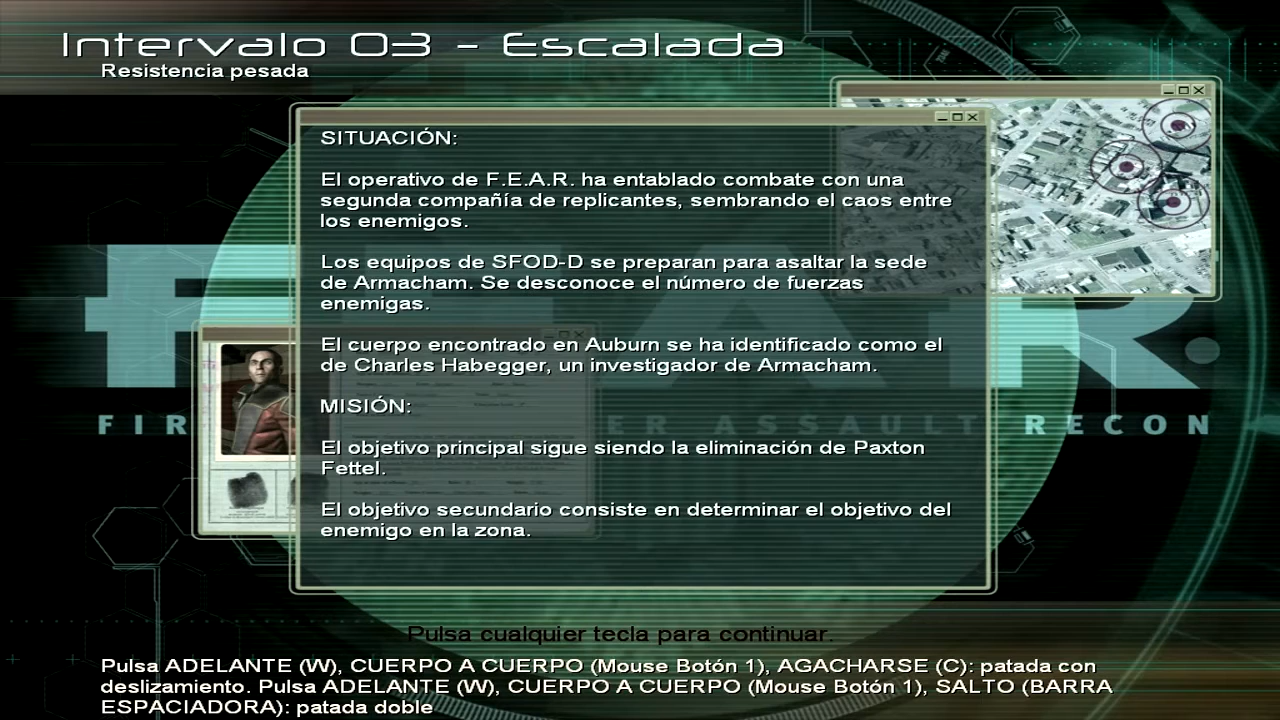 Intervalo 03 - Escalada
Resistencia pesada
SITUACIÓN:
El operativo de F.E.A.R. ha entablado combate con una
segunda compañía de replicantes, sembrando el caos entre
los enemigos.
Los equipos de SFOD-D se preparan para asaltar la sede
de Armacham. Se desconoce el número de fuerzas
enemigas.
El cuerpo encontrado en Auburn se ha identificado como el
de Charles Habegger, un investigador de Armacham.
MISIÓN:
El objetivo principal sigue siendo la eliminación de Paxton
Fettel.
El objetivo secundario consiste en determinar el objetivo del
enemigo en la zona.
F.E.A.R.
FIR ER ASSAULT RECON
Pulsa cualquier tecla para continuar.
Pulsa ADELANTE (W), CUERPO A CUERPO (Mouse Botón 1), AGACHARSE (C): patada con
deslizamiento. Pulsa ADELANTE (W), CUERPO A CUERPO (Mouse Botón 1), SALTO (BARRA
ESPACIADORA): patada doble